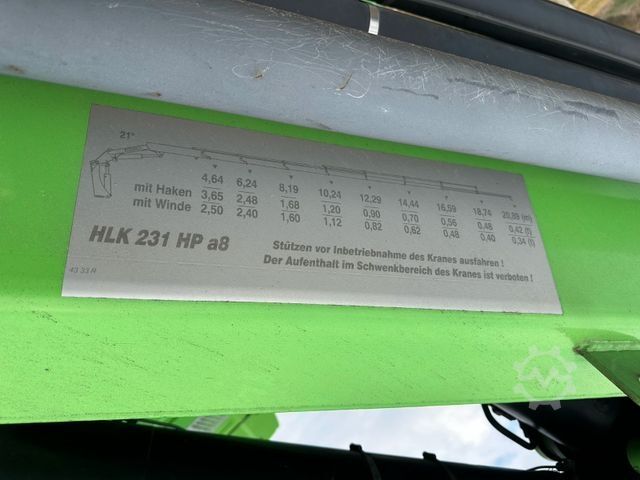 21°
4,64 6,24 8,19 10,24 12,29 14,44 16,59 18,74 20,89 (m)
mit Haken 3,65 2,48 1,68 1,20 0,90 0,70 0,56 0,48 0,42 (t)
mit Winde 2,50 2,40 1,60 1,12 0,82 0,62 0,48 0,40 0,34 (t)
HLK 231 HP a8
Stützen vor Inbetriebnahme des Kranes ausfahren !
Der Aufenthalt im Schwenkbereich des Kranes ist verboten !
43 33 R